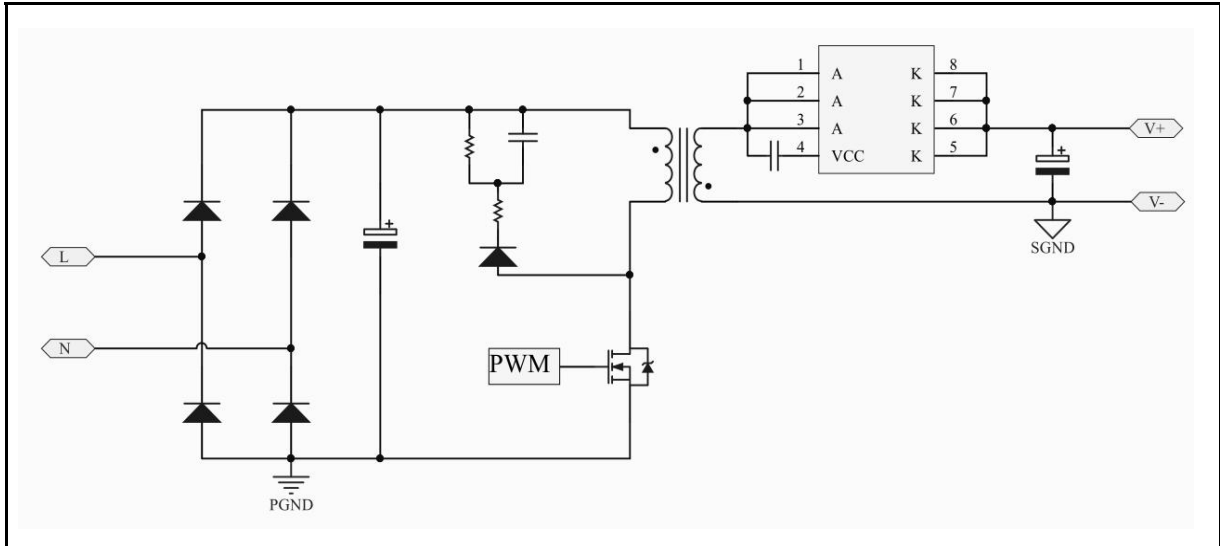 1 A K 8
2 A K 7
3 A K 6
4 VCC K 5
+
V+
+
V-
SGND
+
L
N
PWM
PGND